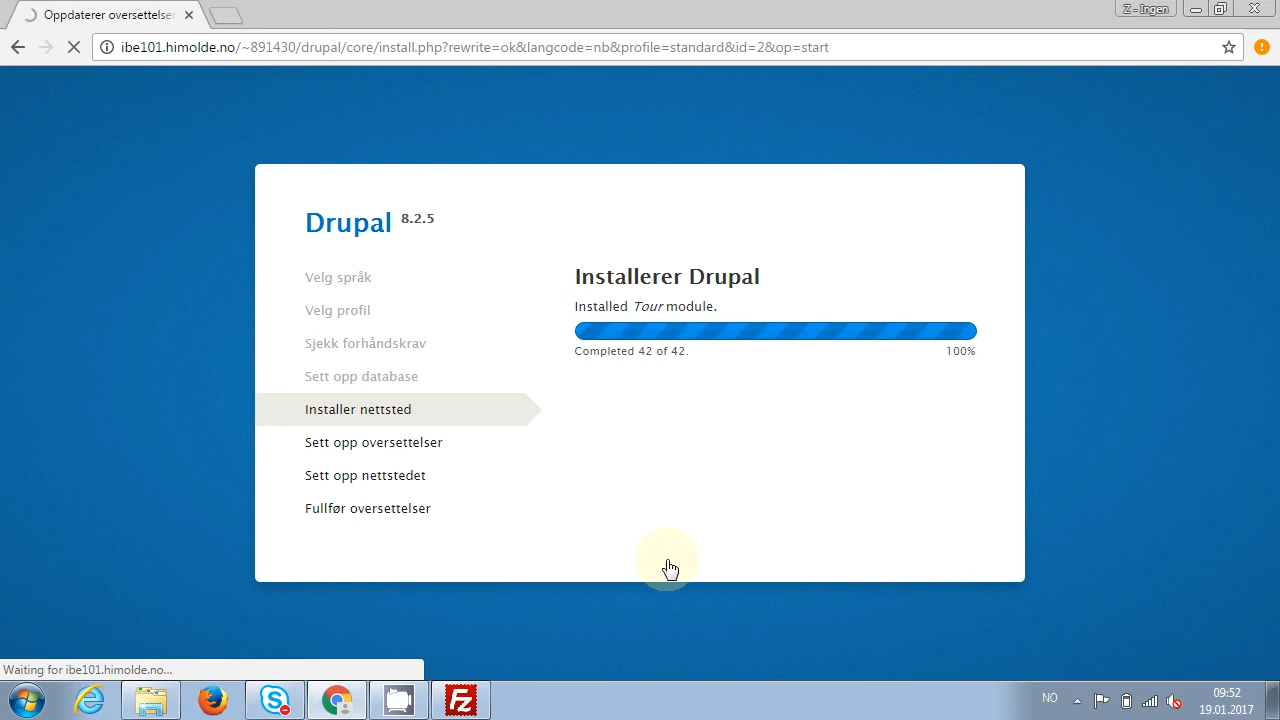 Oppdaterer oversettelse
Z - Ingen
ibe101.himolde.no/~891430/drupal/core/install.php?rewrite=ok&langcode=nb&profile=standard&id=2&op=start
Drupal 8.2.5
Velg språk
Velg profil
Sjekk forhåndskrav
Sett opp database
Installer nettsted
Sett opp oversettelser
Sett opp nettstedet
Fullfør oversettelser
Installerer Drupal
Installed Tour module.
Completed 42 of 42. 100%
Waiting for ibe101.himolde.no...
NO
09:52
19.01.2017